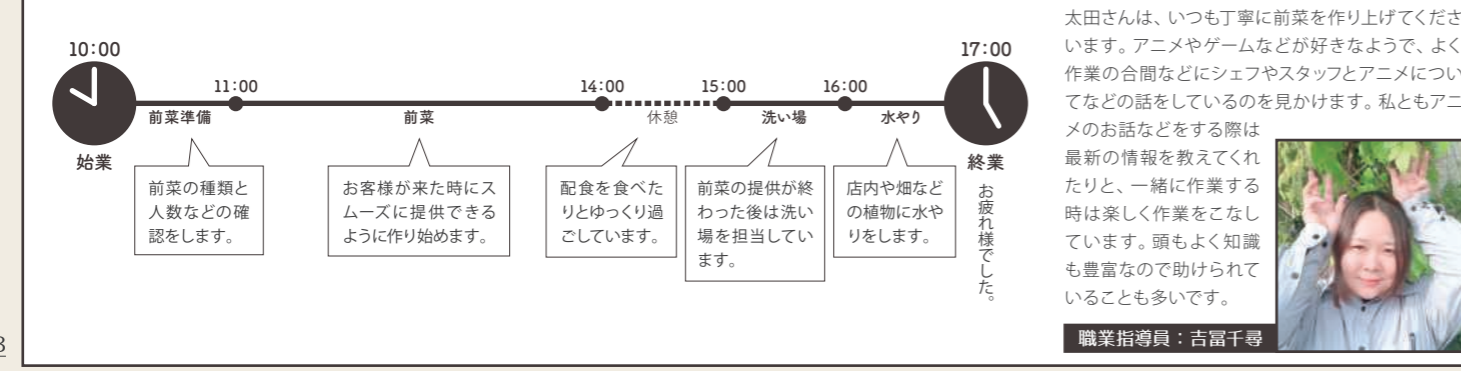 10:00
始業
11:00
14:00
15:00
16:00
17:00
終業
前菜準備
前菜
休憩
洗い場
水やり
前菜の種類と
人数などの確
認をします。
お客様が来た時にス
ムーズに提供できる
ように作り始めます。
配食を食べた
りとゆっくり過
ごしています。
前菜の提供が終
わった後は洗い
場を担当してい
ます。
店内や畑など
の植物に水や
りをします。
お疲れ様でした。
太田さんは、いつも丁寧に前菜を作り上げてくださ
います。アニメやゲームなどが好きなようで、よく
作業の合間などにシェフやスタッフとアニメについ
てなどの話をしているのを見かけます。私ともアニ
メのお話などをする際は
最新の情報を教えてくれ
たりと、一緒に作業する
時は楽しく作業をこなし
ています。頭もよく知識
も豊富なので助けられて
いることも多いです。
職業指導員：吉冨千尋
3